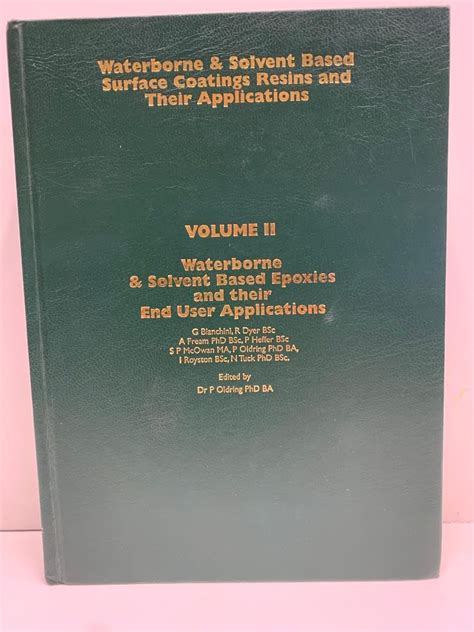 Waterborne & Solvent Based
Surface Coatings Resins and
Their Applications
VOLUME II
Waterborne
& Solvent Based Epoxies
and their
End User Applications
G Bianchini, R Dyer BSc
A Fream PhD BSc, P Heffer BSc
S P McOwan MA, P Oldring PhD BA,
I Royston BSc, N Tuck PhD BSc.
Edited by
Dr P Oldring PhD BA